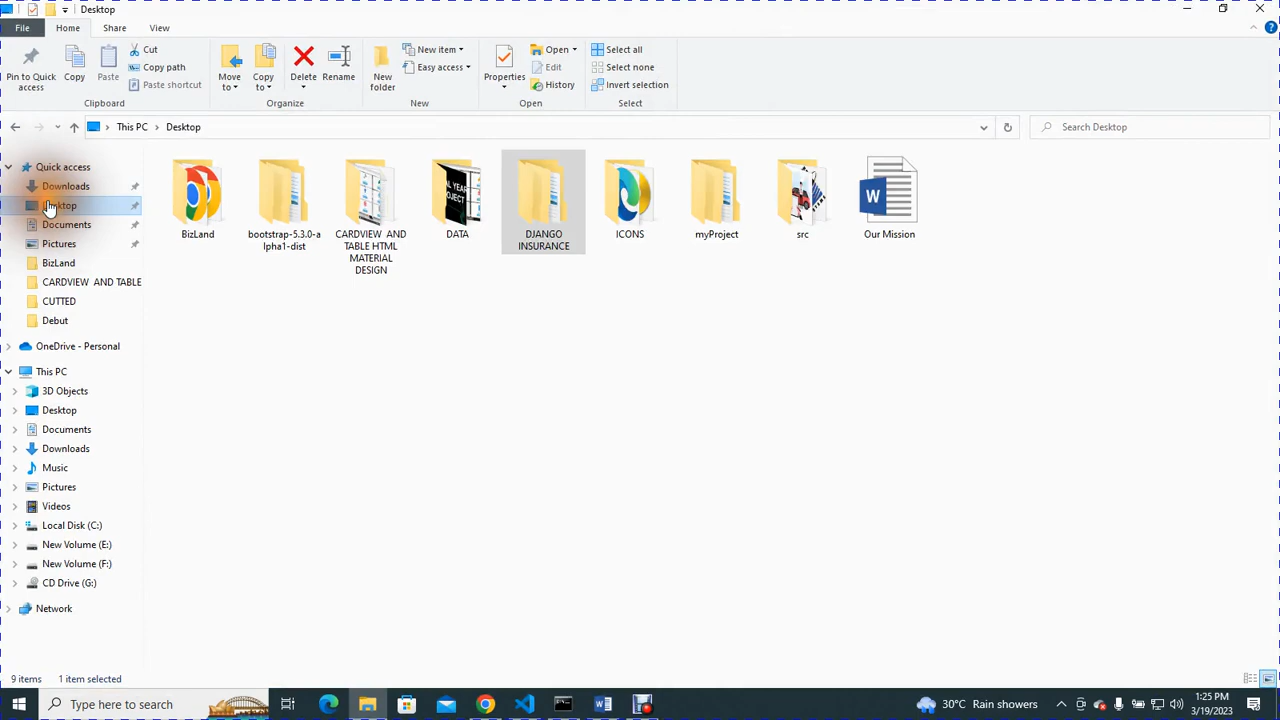 Desktop
File Home Share View
Pin to Quick access
Copy
Paste
Cut
Copy path
Paste shortcut
Clipboard
Move to
Copy to
Delete
Rename
Organize
New folder
New item
Easy access
New
Properties
Open
Edit
History
Open
Select all
Select none
Invert selection
Select
This PC > Desktop
Search Desktop
Quick access
Downloads
Desktop
Documents
Pictures
BizLand
CARDVIEW AND TABLE
CUTTED
Debut
OneDrive - Personal
This PC
3D Objects
Desktop
Documents
Downloads
Music
Pictures
Videos
Local Disk (C:)
New Volume (E:)
New Volume (F:)
CD Drive (G:)
Network
BizLand
bootstrap-5.3.0-a
lpha1-dist
CARDVIEW AND
TABLE HTML
MATERIAL
DESIGN
DATA
DJANGO
INSURANCE
ICONS
myProject
src
Our Mission
9 items 1 item selected
Type here to search
30°C Rain showers
1:25 PM
3/19/2023